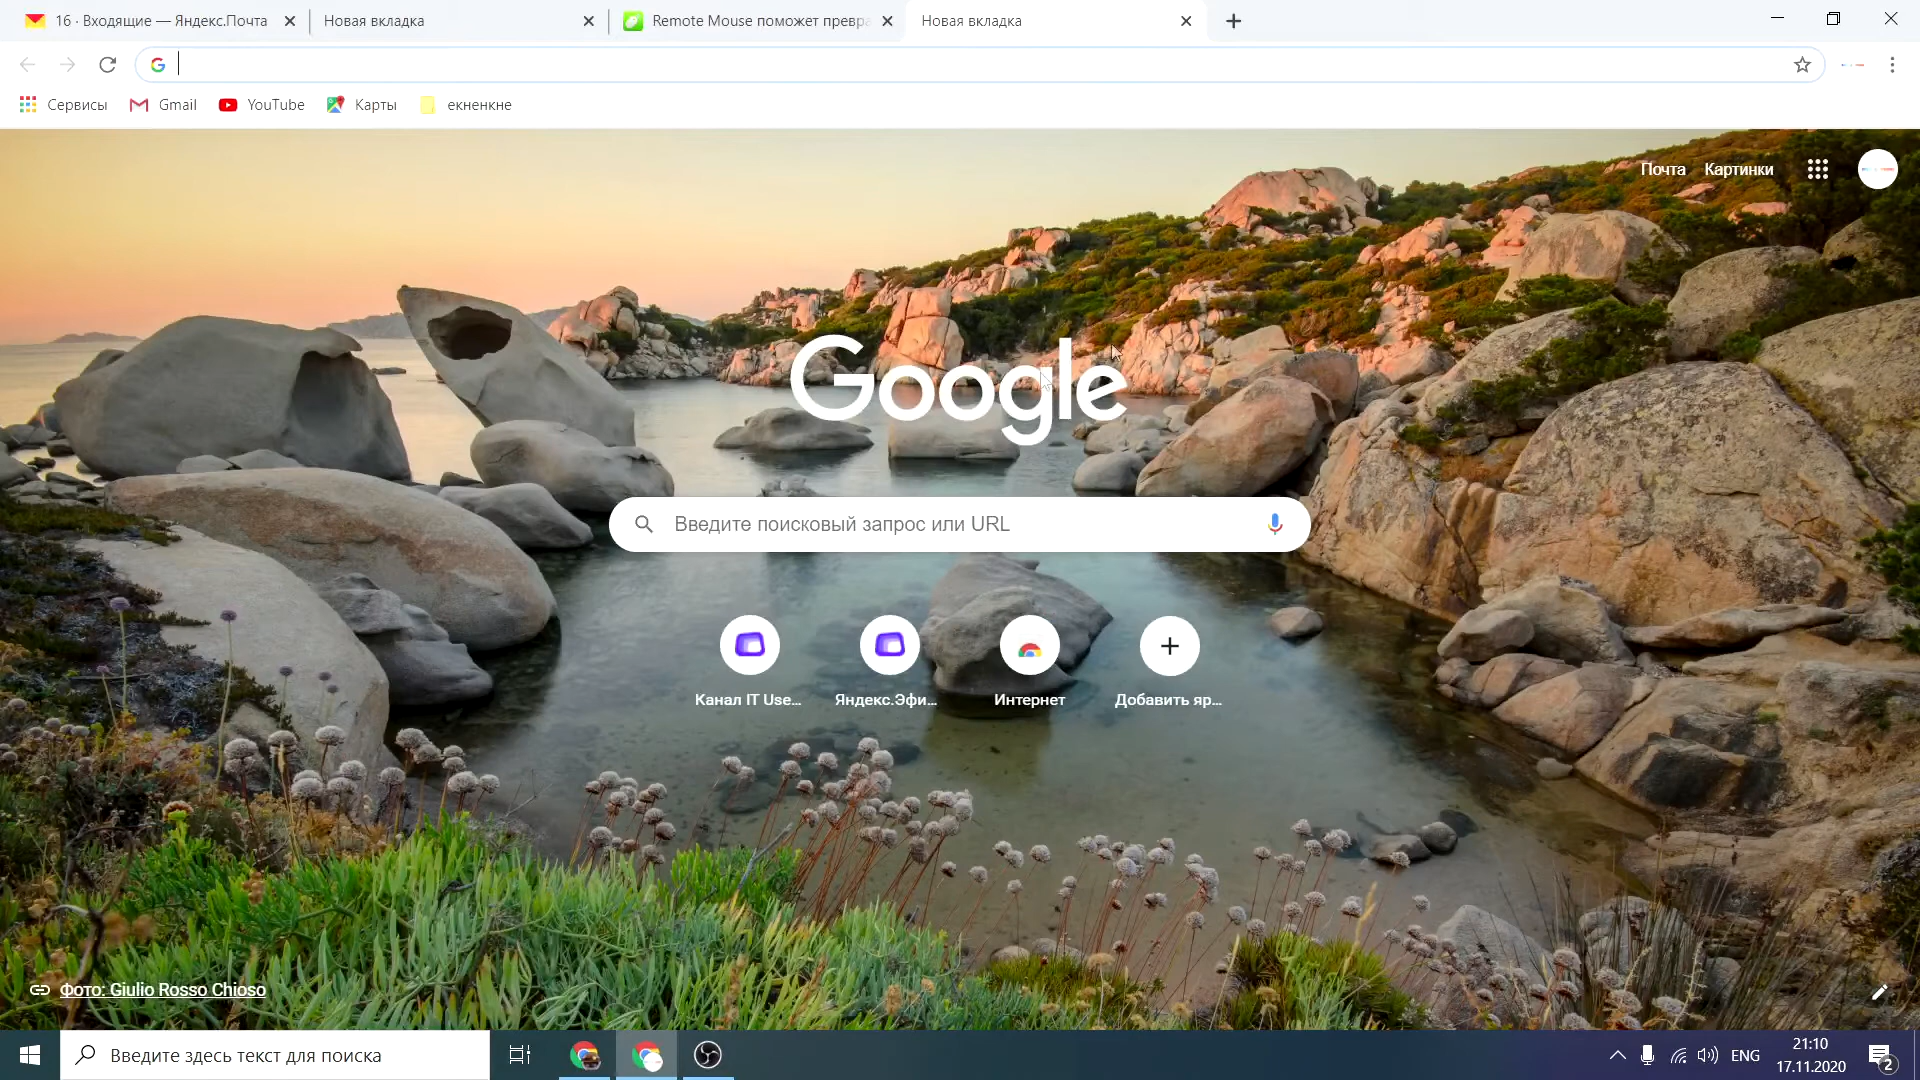 16 · Входящие — Яндекс.Почта
Новая вкладка
Remote Mouse поможет превра
Новая вкладка
Сервисы
Gmail
YouTube
Карты
екненкне
Почта
Картинки
Google
Введите поисковый запрос или URL
Канал IT Use...
Яндекс.Эфи...
Интернет
Добавить яр...
Фото: Giulio Rosso Chioso
Введите здесь текст для поиска
ENG
21:10
17.11.2020
2